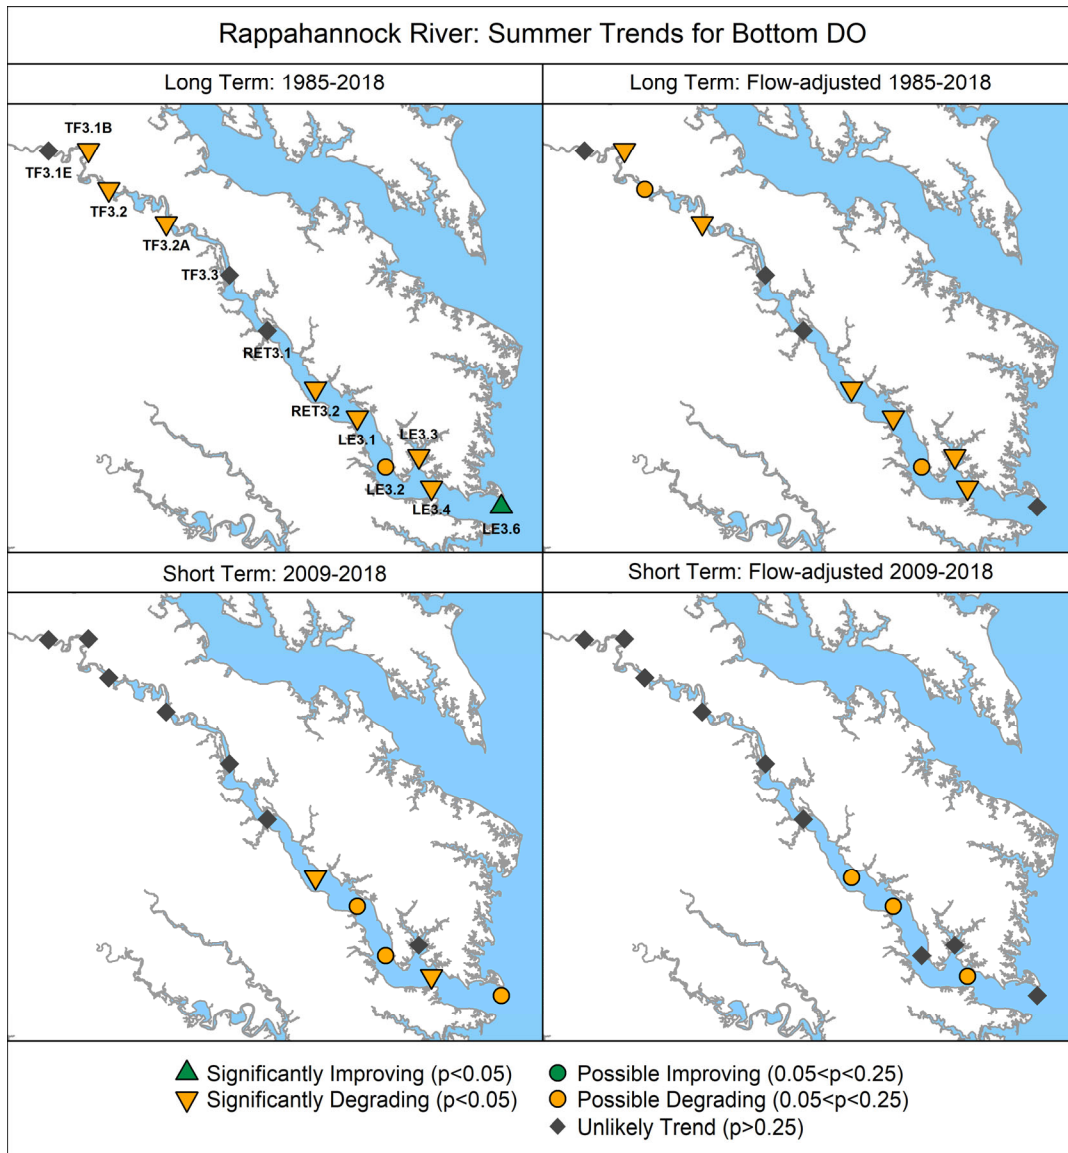 Rappahannock River: Summer Trends for Bottom DO
Long Term: 1985-2018
Long Term: Flow-adjusted 1985-2018
TF3.1B
TF3.1E
TF3.2
TF3.2A
TF3.3
RET3.1
RET3.2
LE3.1
LE3.3
LE3.2
LE3.4
LE3.6
Short Term: 2009-2018
Short Term: Flow-adjusted 2009-2018
Significantly Improving (p<0.05)
Possible Improving (0.05<p<0.25)
Significantly Degrading (p<0.05)
Possible Degrading (0.05<p<0.25)
Unlikely Trend (p>0.25)